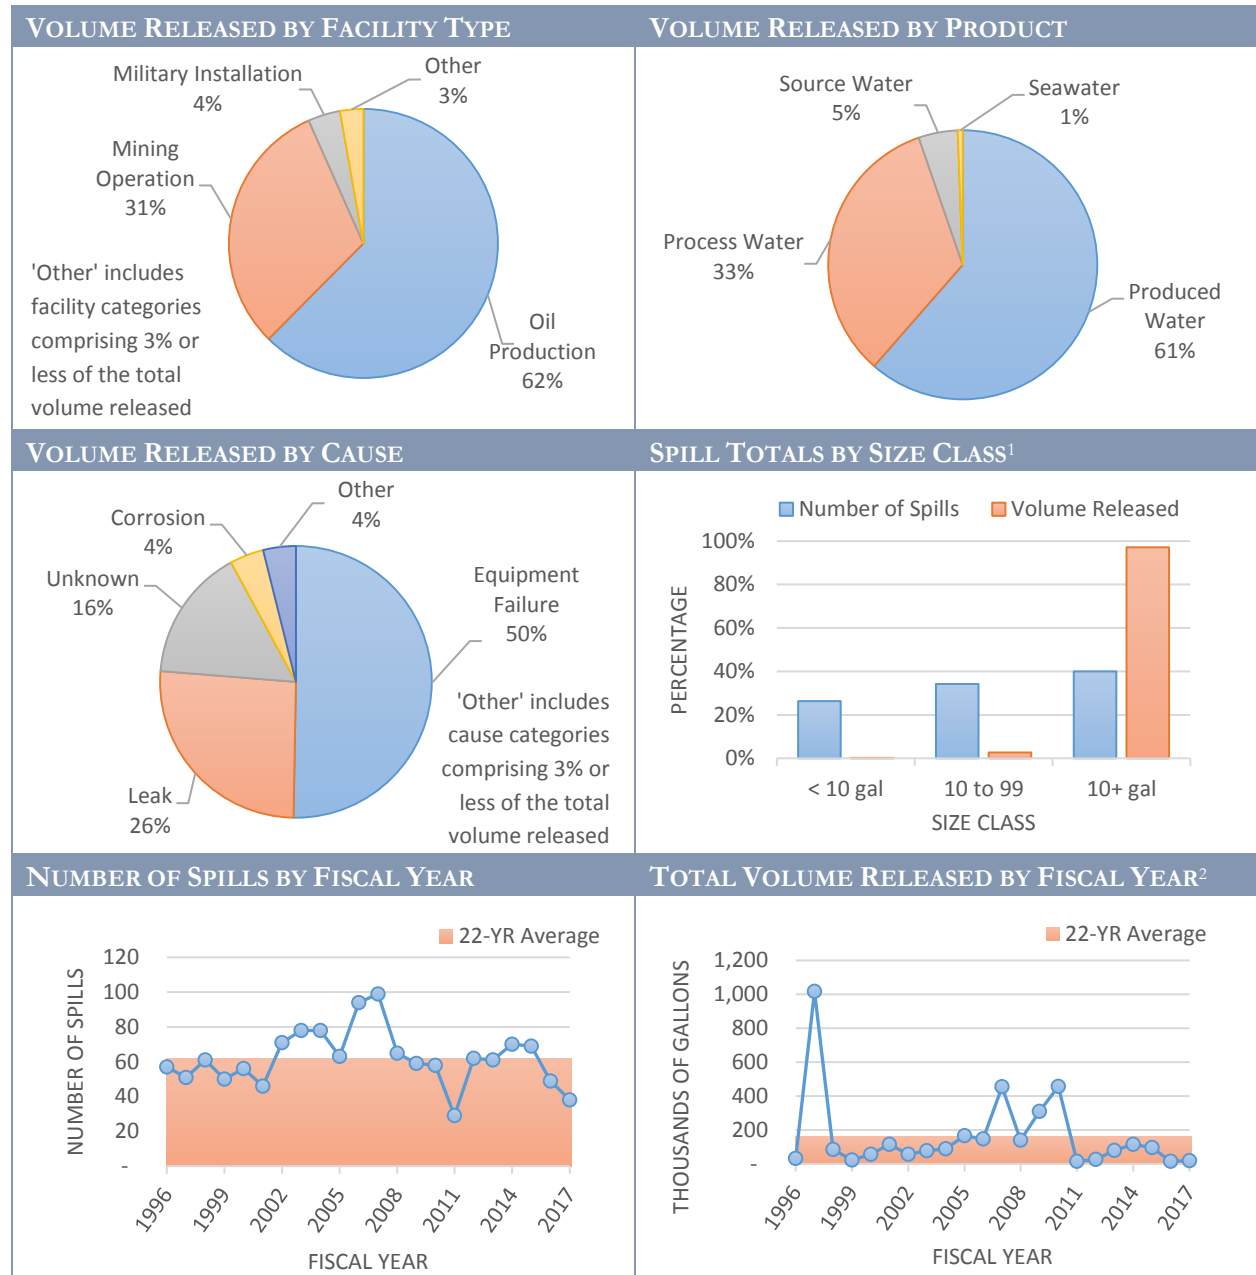 VOLUME RELEASED BY FACILITY TYPE
Military Installation
4%
Other
3%
Mining
Operation
31%
'Other' includes
facility categories
comprising 3% or
less of the total
volume released
Oil
Production
62%
VOLUME RELEASED BY PRODUCT
Source Water
5%
Seawater
1%
Process Water
33%
Produced
Water
61%
VOLUME RELEASED BY CAUSE
Other
4%
Corrosion
4%
Unknown
16%
Equipment
Failure
50%
'Other' includes
cause categories
comprising 3% or
less of the total
volume released
Leak
26%
SPILL TOTALS BY SIZE CLASS1
Number of Spills Volume Released
PERCENTAGE
100%
80%
60%
40%
20%
0%
< 10 gal 10 to 99 10+ gal
SIZE CLASS
NUMBER OF SPILLS BY FISCAL YEAR
22-YR Average
NUMBER OF SPILLS
120
100
80
60
40
20
-
1996 1999 2002 2005 2008 2011 2014 2017
FISCAL YEAR
TOTAL VOLUME RELEASED BY FISCAL YEAR2
22-YR Average
THOUSANDS OF GALLONS
1,200
1,000
800
600
400
200
-
1996 1999 2002 2005 2008 2011 2014 2017
FISCAL YEAR